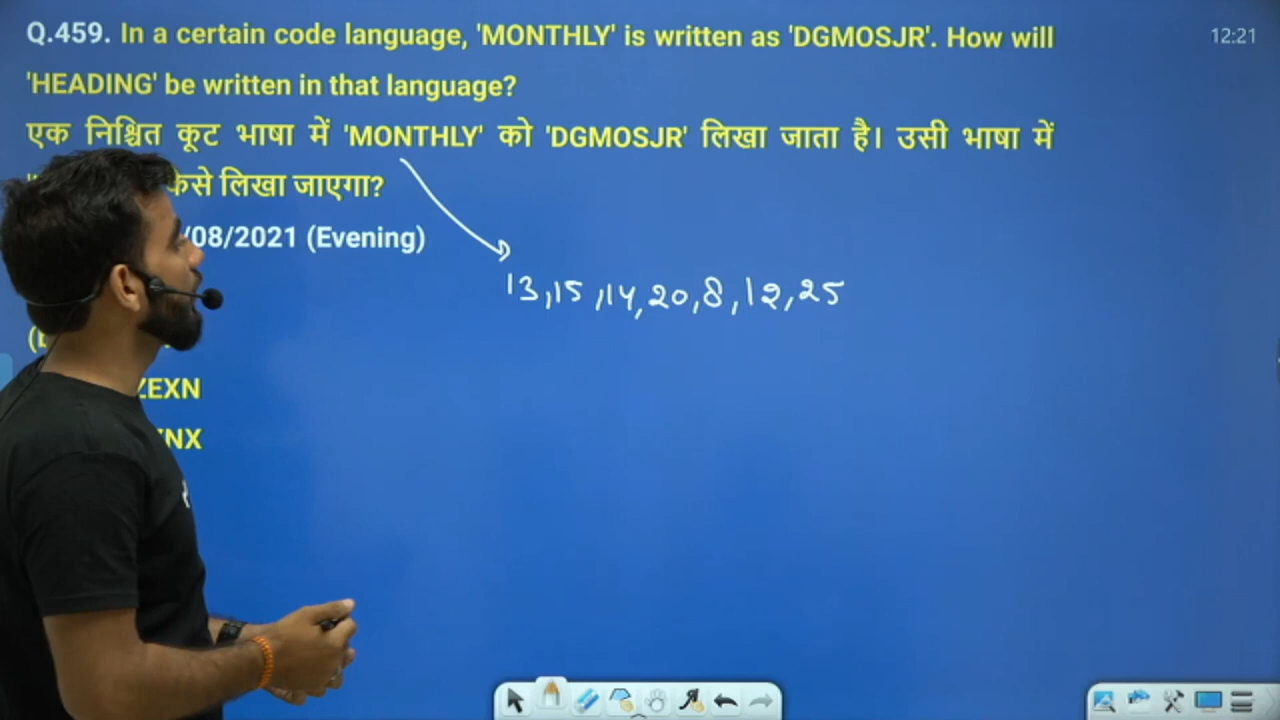 Q.459. In a certain code language, 'MONTHLY' is written as 'DGMOSJR'. How will
12:21
'HEADING' be written in that language?
एक निश्चित कूट भाषा में 'MONTHLY' को 'DGMOSJR' लिखा जाता है। उसी भाषा में
लिखा जाएगा?
/08/2021 (Evening)
13,15,14,20,8,12,25
ZEXN
NX